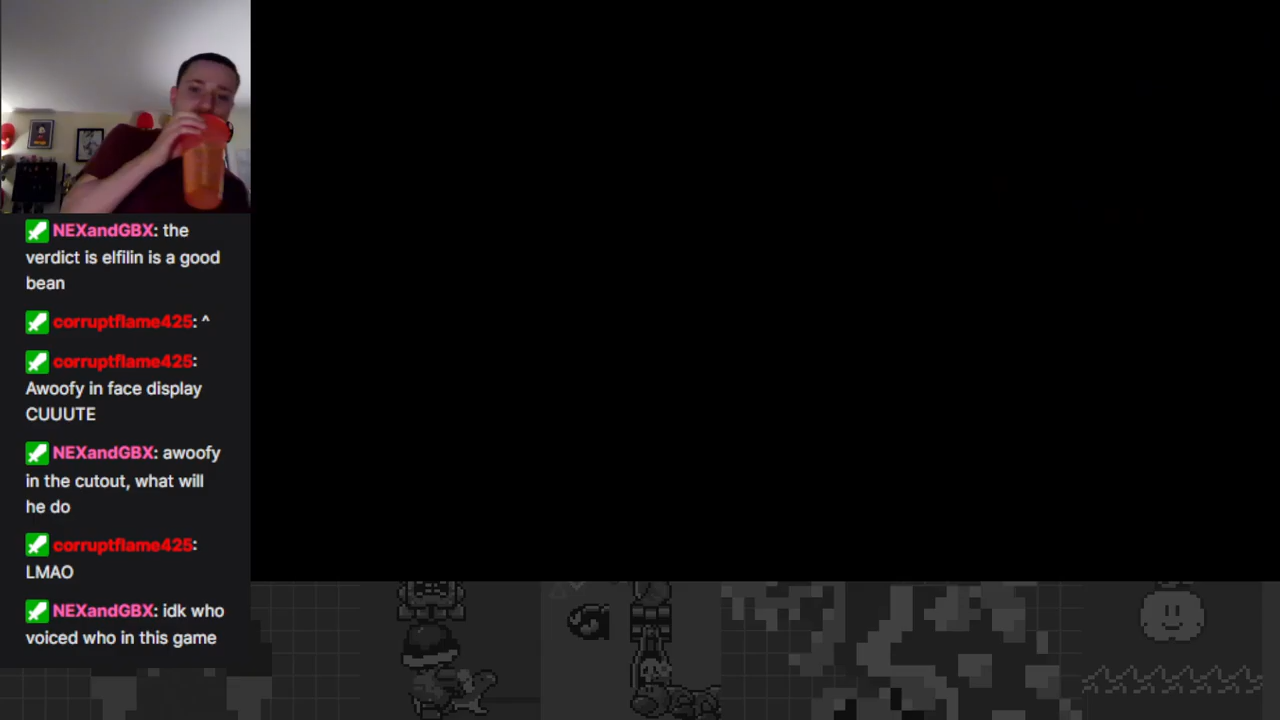 NEXandGBX: the
verdict is elfilin is a good
bean
corruptflame425: ^
corruptflame425:
Awoofy in face display
CUUUTE
NEXandGBX: awoofy
in the cutout, what will
he do
corruptflame425:
LMAO
NEXandGBX: idk who
voiced who in this game